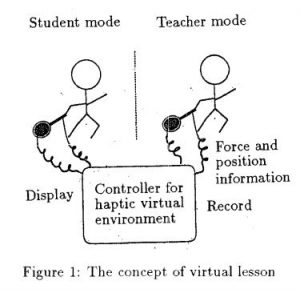 Student mode
Teacher mode
Force and
position
information
Display
Controller for
haptic virtual
environment
Record
Figure 1: The concept of virtual lesson